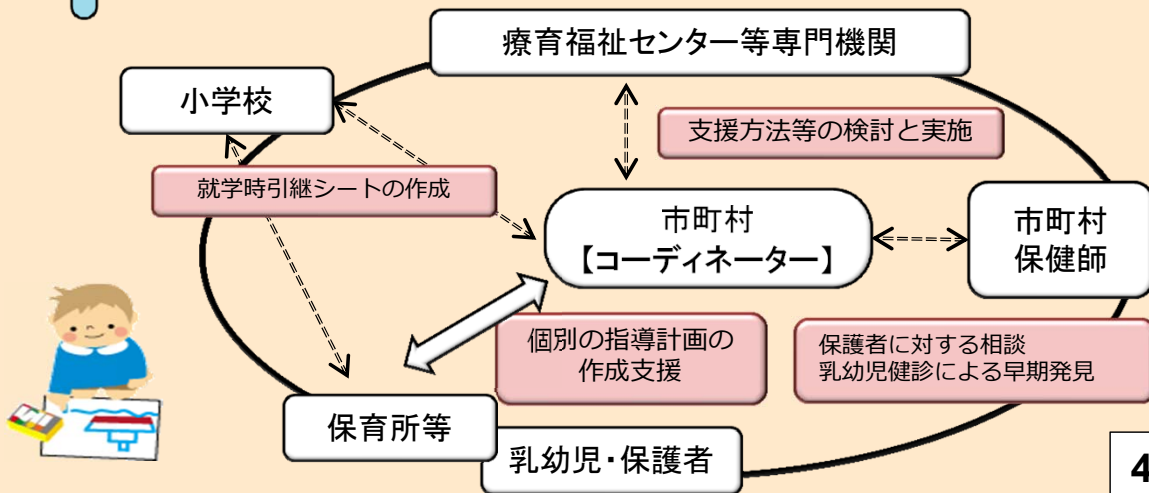 療育福祉センター等専門機関
小学校
支援方法等の検討と実施
就学時引継シートの作成
市町村
【コーディネーター】
市町村
保健師
個別の指導計画の
作成支援
保護者に対する相談
乳幼児健診による早期発見
保育所等
乳幼児・保護者
4